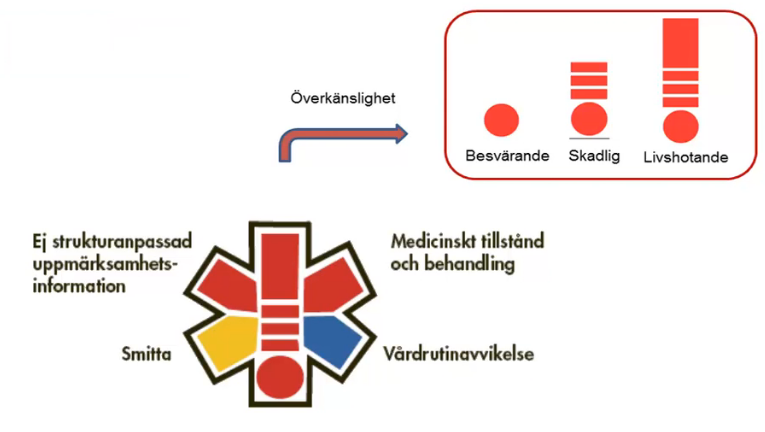 Överkänslighet
Besvärande
Skadlig
Livshotande
Ej strukturanpassad
uppmärksamhets-
information
Medicinskt tillstånd
och behandling
Smitta
Vårdrutinavvikelse